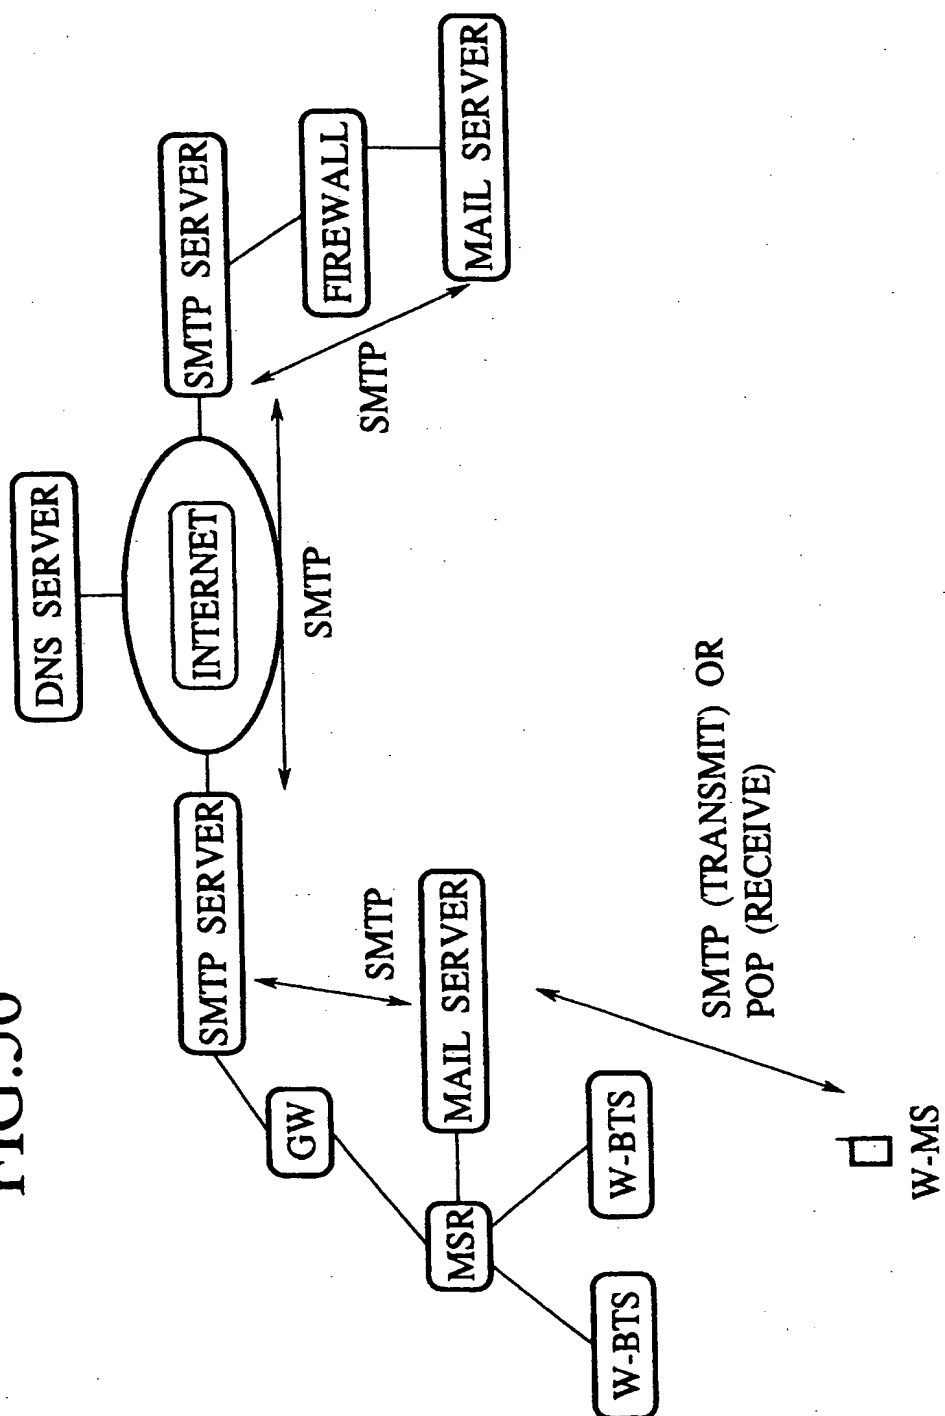 DNS SERVER
SMTP SERVER
INTERNET
SMTP SERVER
GW
SMTP
FIREWALL
SMTP
SMTP
MSR
MAIL SERVER
MAIL SERVER
W-BTS
W-BTS
SMTP (TRANSMIT) OR
POP (RECEIVE)
W-MS